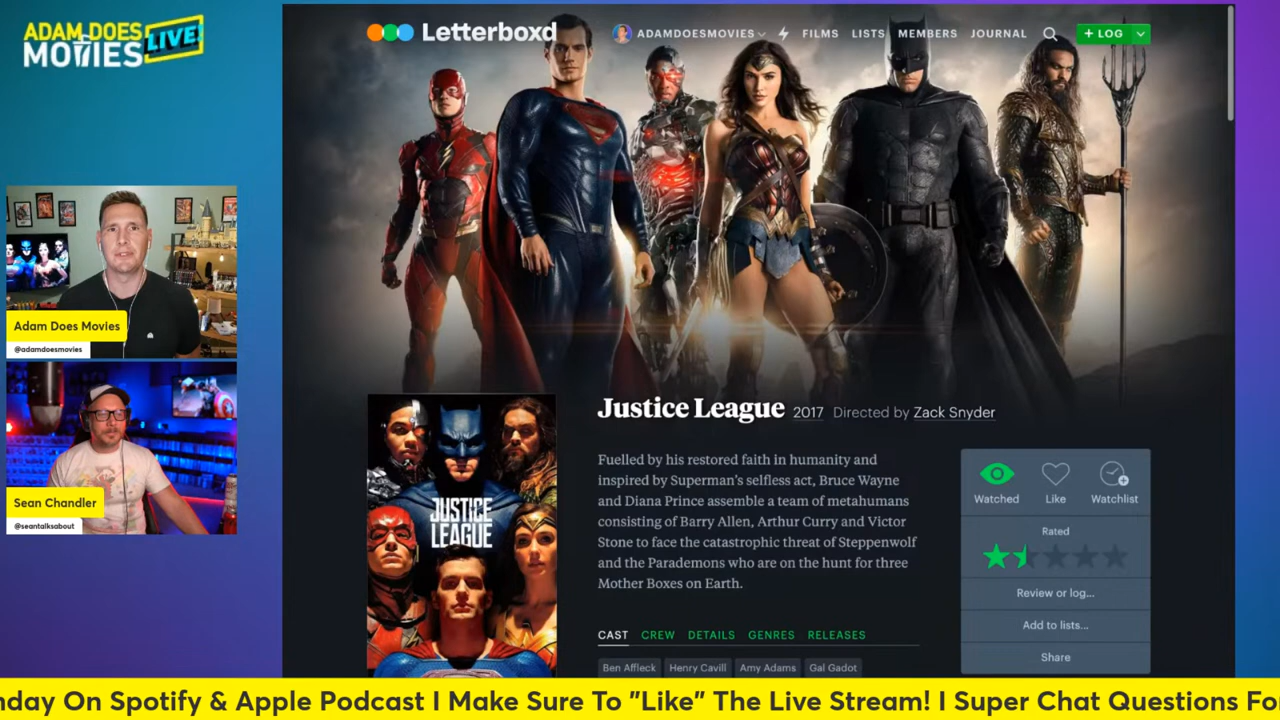 ADAM DOES
MOVIES LIVE!
Letterboxd
ADAMDOESMOVIES
FILMS
LISTS
MEMBERS
JOURNAL
+ LOG
Adam Does Movies
@adamdoesmovies
Sean Chandler
@seantalksabout
JUSTICE
LEAGUE
Justice League 2017 Directed by Zack Snyder
Fuelled by his restored faith in humanity and
inspired by Superman's selfless act, Bruce Wayne
and Diana Prince assemble a team of metahumans
consisting of Barry Allen, Arthur Curry and Victor
Stone to face the catastrophic threat of Steppenwolf
and the Parademons who are on the hunt for three
Mother Boxes on Earth.
CAST CREW DETAILS GENRES RELEASES
Ben Affleck Henry Cavill Amy Adams Gal Gadot
Watched Like Watchlist
Rated
Review or log...
Add to lists...
Share
nday On Spotify & Apple Podcast I Make Sure To "Like" The Live Stream! I Super Chat Questions Fo